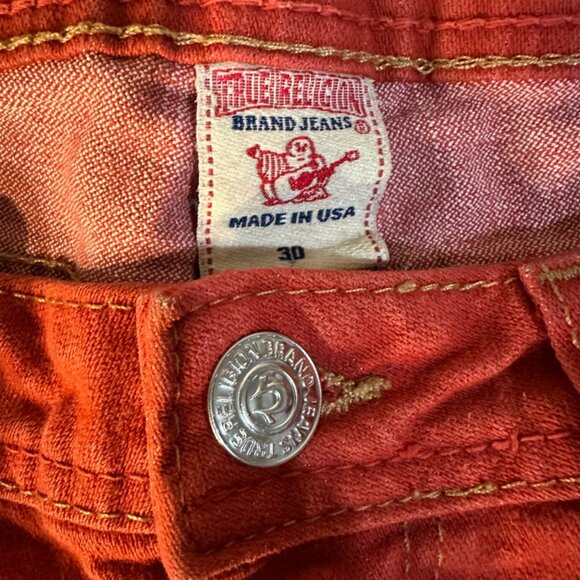 TRUE RELIGION
BRAND JEANS ®
MADE IN USA
30
TRUE RELIGION BRAND JEANS